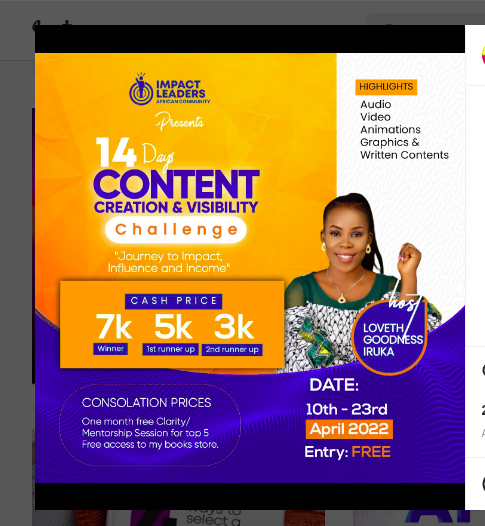 IMPACT
LEADERS
AFRICAN COMMUNITY
Presents
14 Days
CONTENT
CREATION & VISIBILITY
Challenge
"Journey to Impact,
Influence and Income"
CASH PRICE
7k 5k 3k
Winner 1st runner up 2nd runner up
CONSOLATION PRICES
One month free Clarity/
Mentorship Session for top 5
Free access to my books store.
HIGHLIGHTS
Audio
Video
Animations
Graphics &
Written Contents
host
LOVETH
GOODNESS
IRUKA
DATE:
10th - 23rd
April 2022
Entry: FREE
ways to
select a